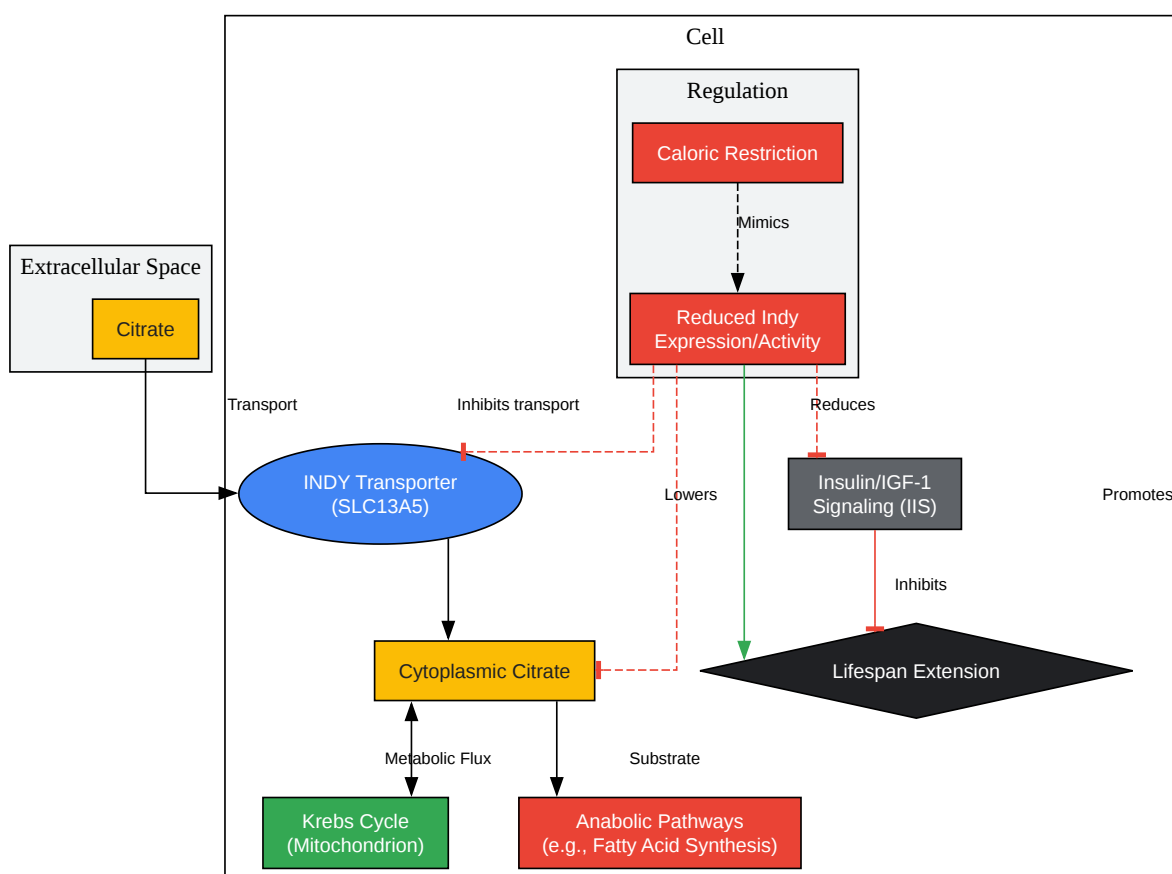 Cell
Regulation
Caloric Restriction
Mimics
Extracellular Space
Citrate
Reduced Indy
Expression/Activity
Transport
Inhibits transport
Reduces
INDY Transporter
(SLC13A5)
Lowers
Insulin/IGF-1
Signaling (IIS)
Promotes
Inhibits
Cytoplasmic Citrate
Lifespan Extension
Metabolic Flux
Substrate
Krebs Cycle
(Mitochondrion)
Anabolic Pathways
(e.g., Fatty Acid Synthesis)